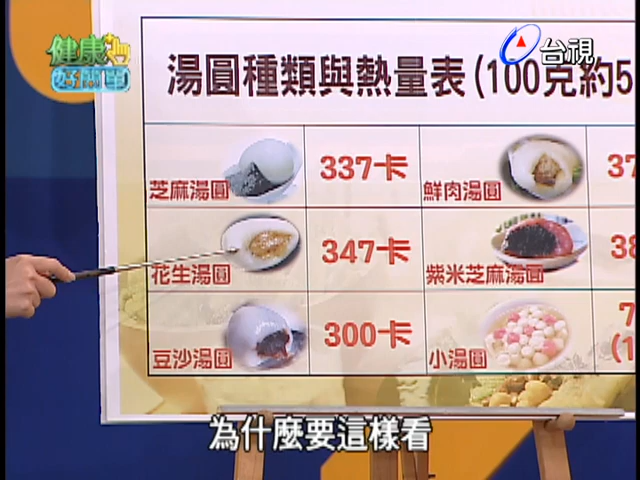 健康
好簡單
台視
湯圓種類與熱量表(100克約5
芝麻湯圓 337卡 鮮肉湯圓 37
花生湯圓 347卡 紫米芝麻湯圓 38
豆沙湯圓 300卡 小湯圓 7
(1
為什麼要這樣看